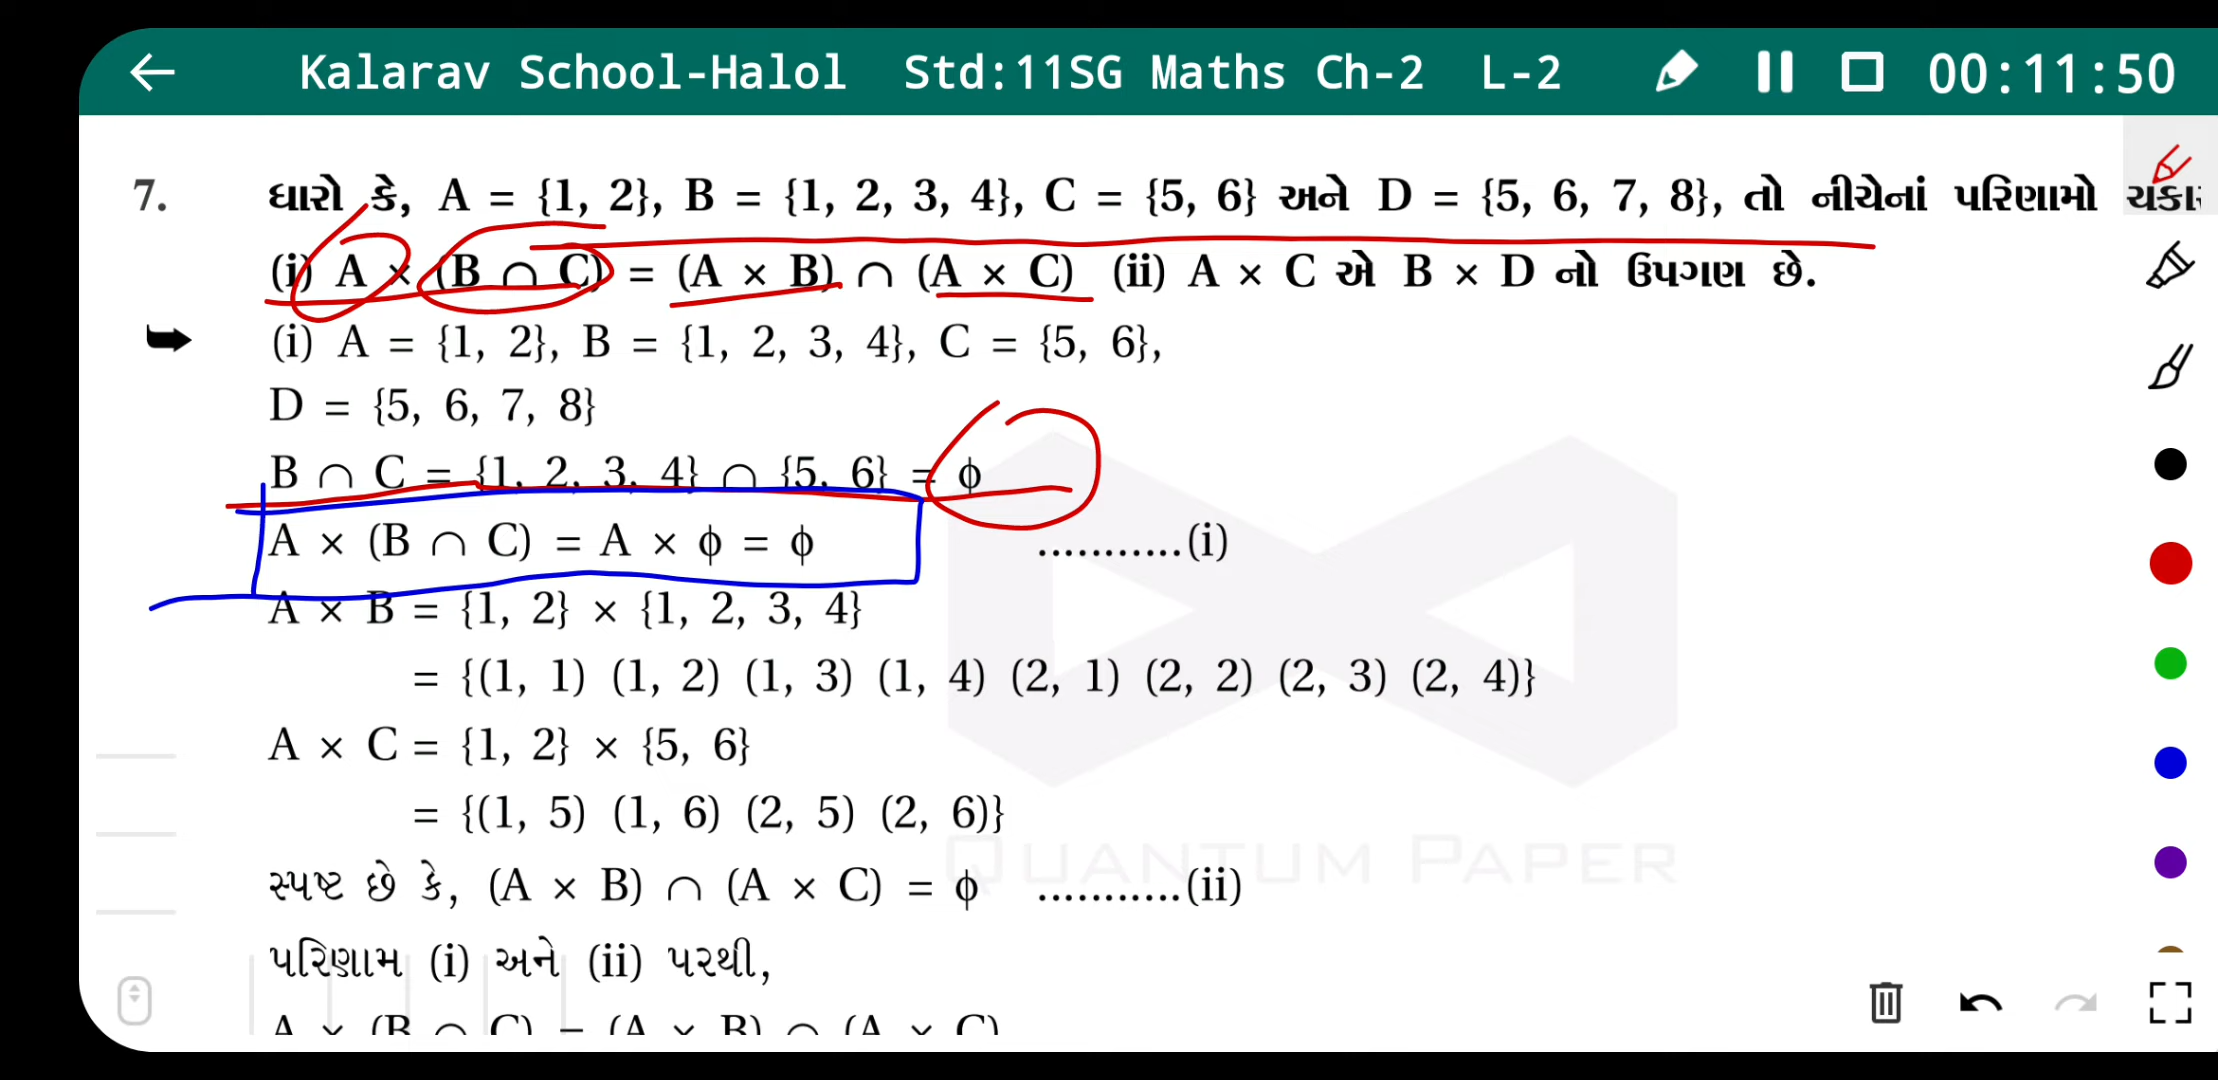 Kalarav School-Halol Std:11SG Maths Ch-2 L-2 00:11:50
7. ધારો કે, A = {1, 2}, B = {1, 2, 3, 4}, C = {5, 6} અને D = {5, 6, 7, 8}, તો નીચેનાં પરિણામો
(i) A × (B ∩ C) = (A × B) ∩ (A × C) (ii) A × C એ B × D નો ઉપગણ છે.
(i) A = {1, 2}, B = {1, 2, 3, 4}, C = {5, 6},
D = {5, 6, 7, 8}
B ∩ C = {1, 2, 3, 4} ∩ {5, 6} = ϕ
A × (B ∩ C) = A × ϕ = ϕ ...........(i)
A × B = {1, 2} × {1, 2, 3, 4}
= {(1, 1) (1, 2) (1, 3) (1, 4) (2, 1) (2, 2) (2, 3) (2, 4)}
A × C = {1, 2} × {5, 6}
= {(1, 5) (1, 6) (2, 5) (2, 6)}
સ્પષ્ટ છે કે, (A × B) ∩ (A × C) = ϕ ...........(ii)
પરિણામ (i) અને (ii) પરથી,
A × (B ∩ C) = (A × B) ∩ (A × C)
QUANTUM PAPER